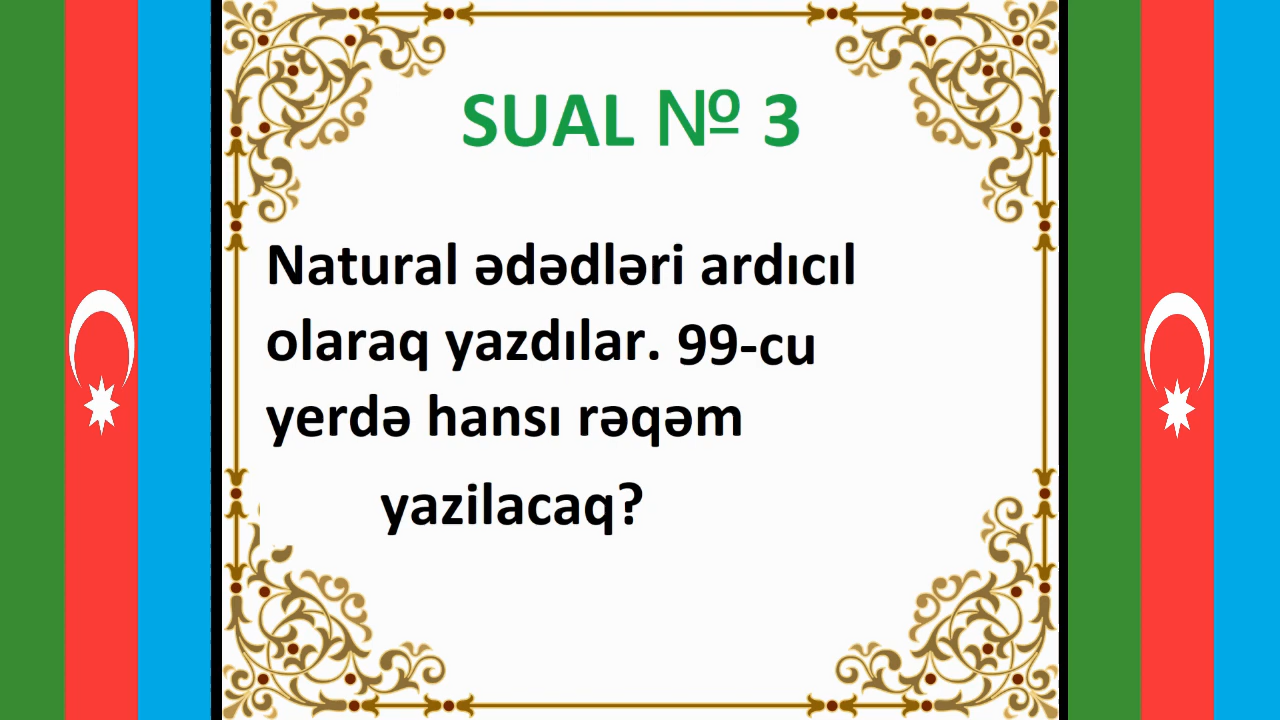 SUAL № 3
Natural ədədləri ardıcıl
olaraq yazdılar. 99-cu
yerdə hansı rəqəm
yazilacaq?